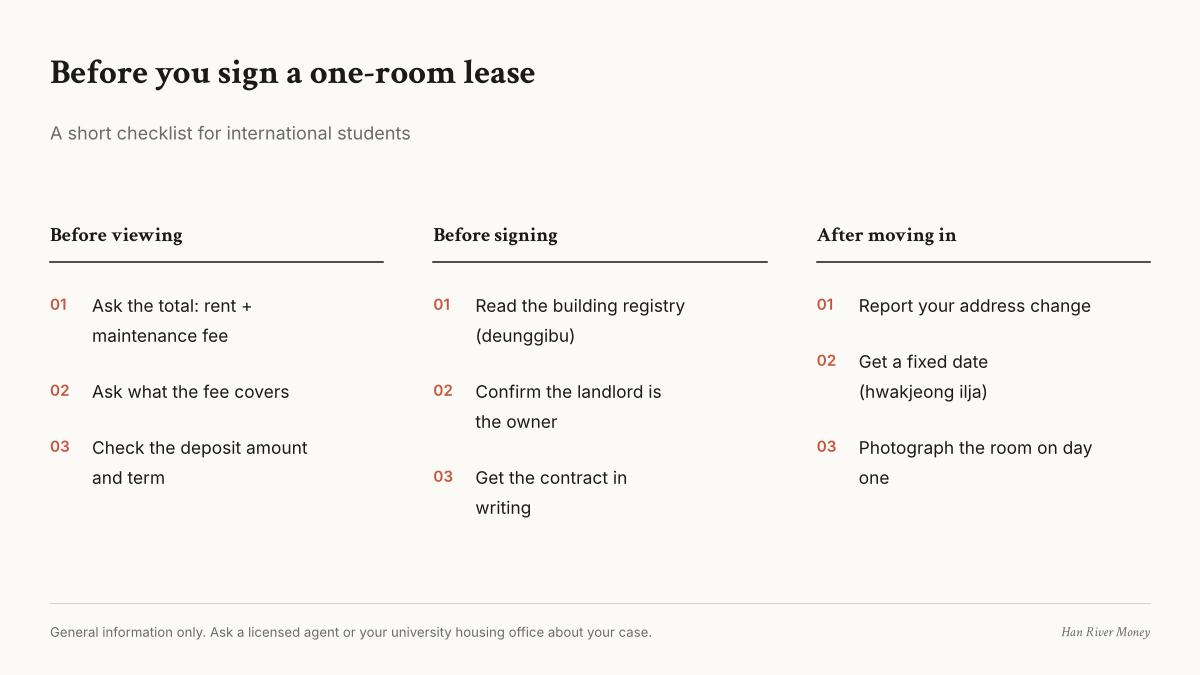 Before you sign a one-room lease
A short checklist for international students
Before viewing
01 Ask the total: rent +
maintenance fee
02 Ask what the fee covers
03 Check the deposit amount
and term
Before signing
01 Read the building registry
(deunggibu)
02 Confirm the landlord is
the owner
03 Get the contract in
writing
After moving in
01 Report your address change
02 Get a fixed date
(hwakjeong ilja)
03 Photograph the room on day
one
General information only. Ask a licensed agent or your university housing office about your case.
Han River Money